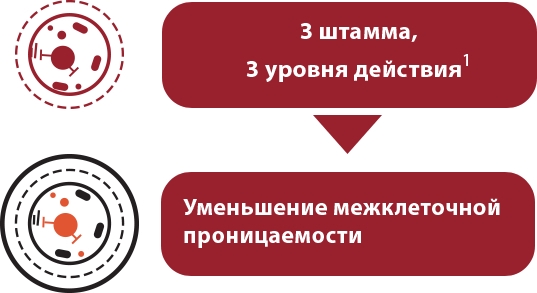 3 штамма,
3 уровня действия¹
Уменьшение межклеточной
проницаемости